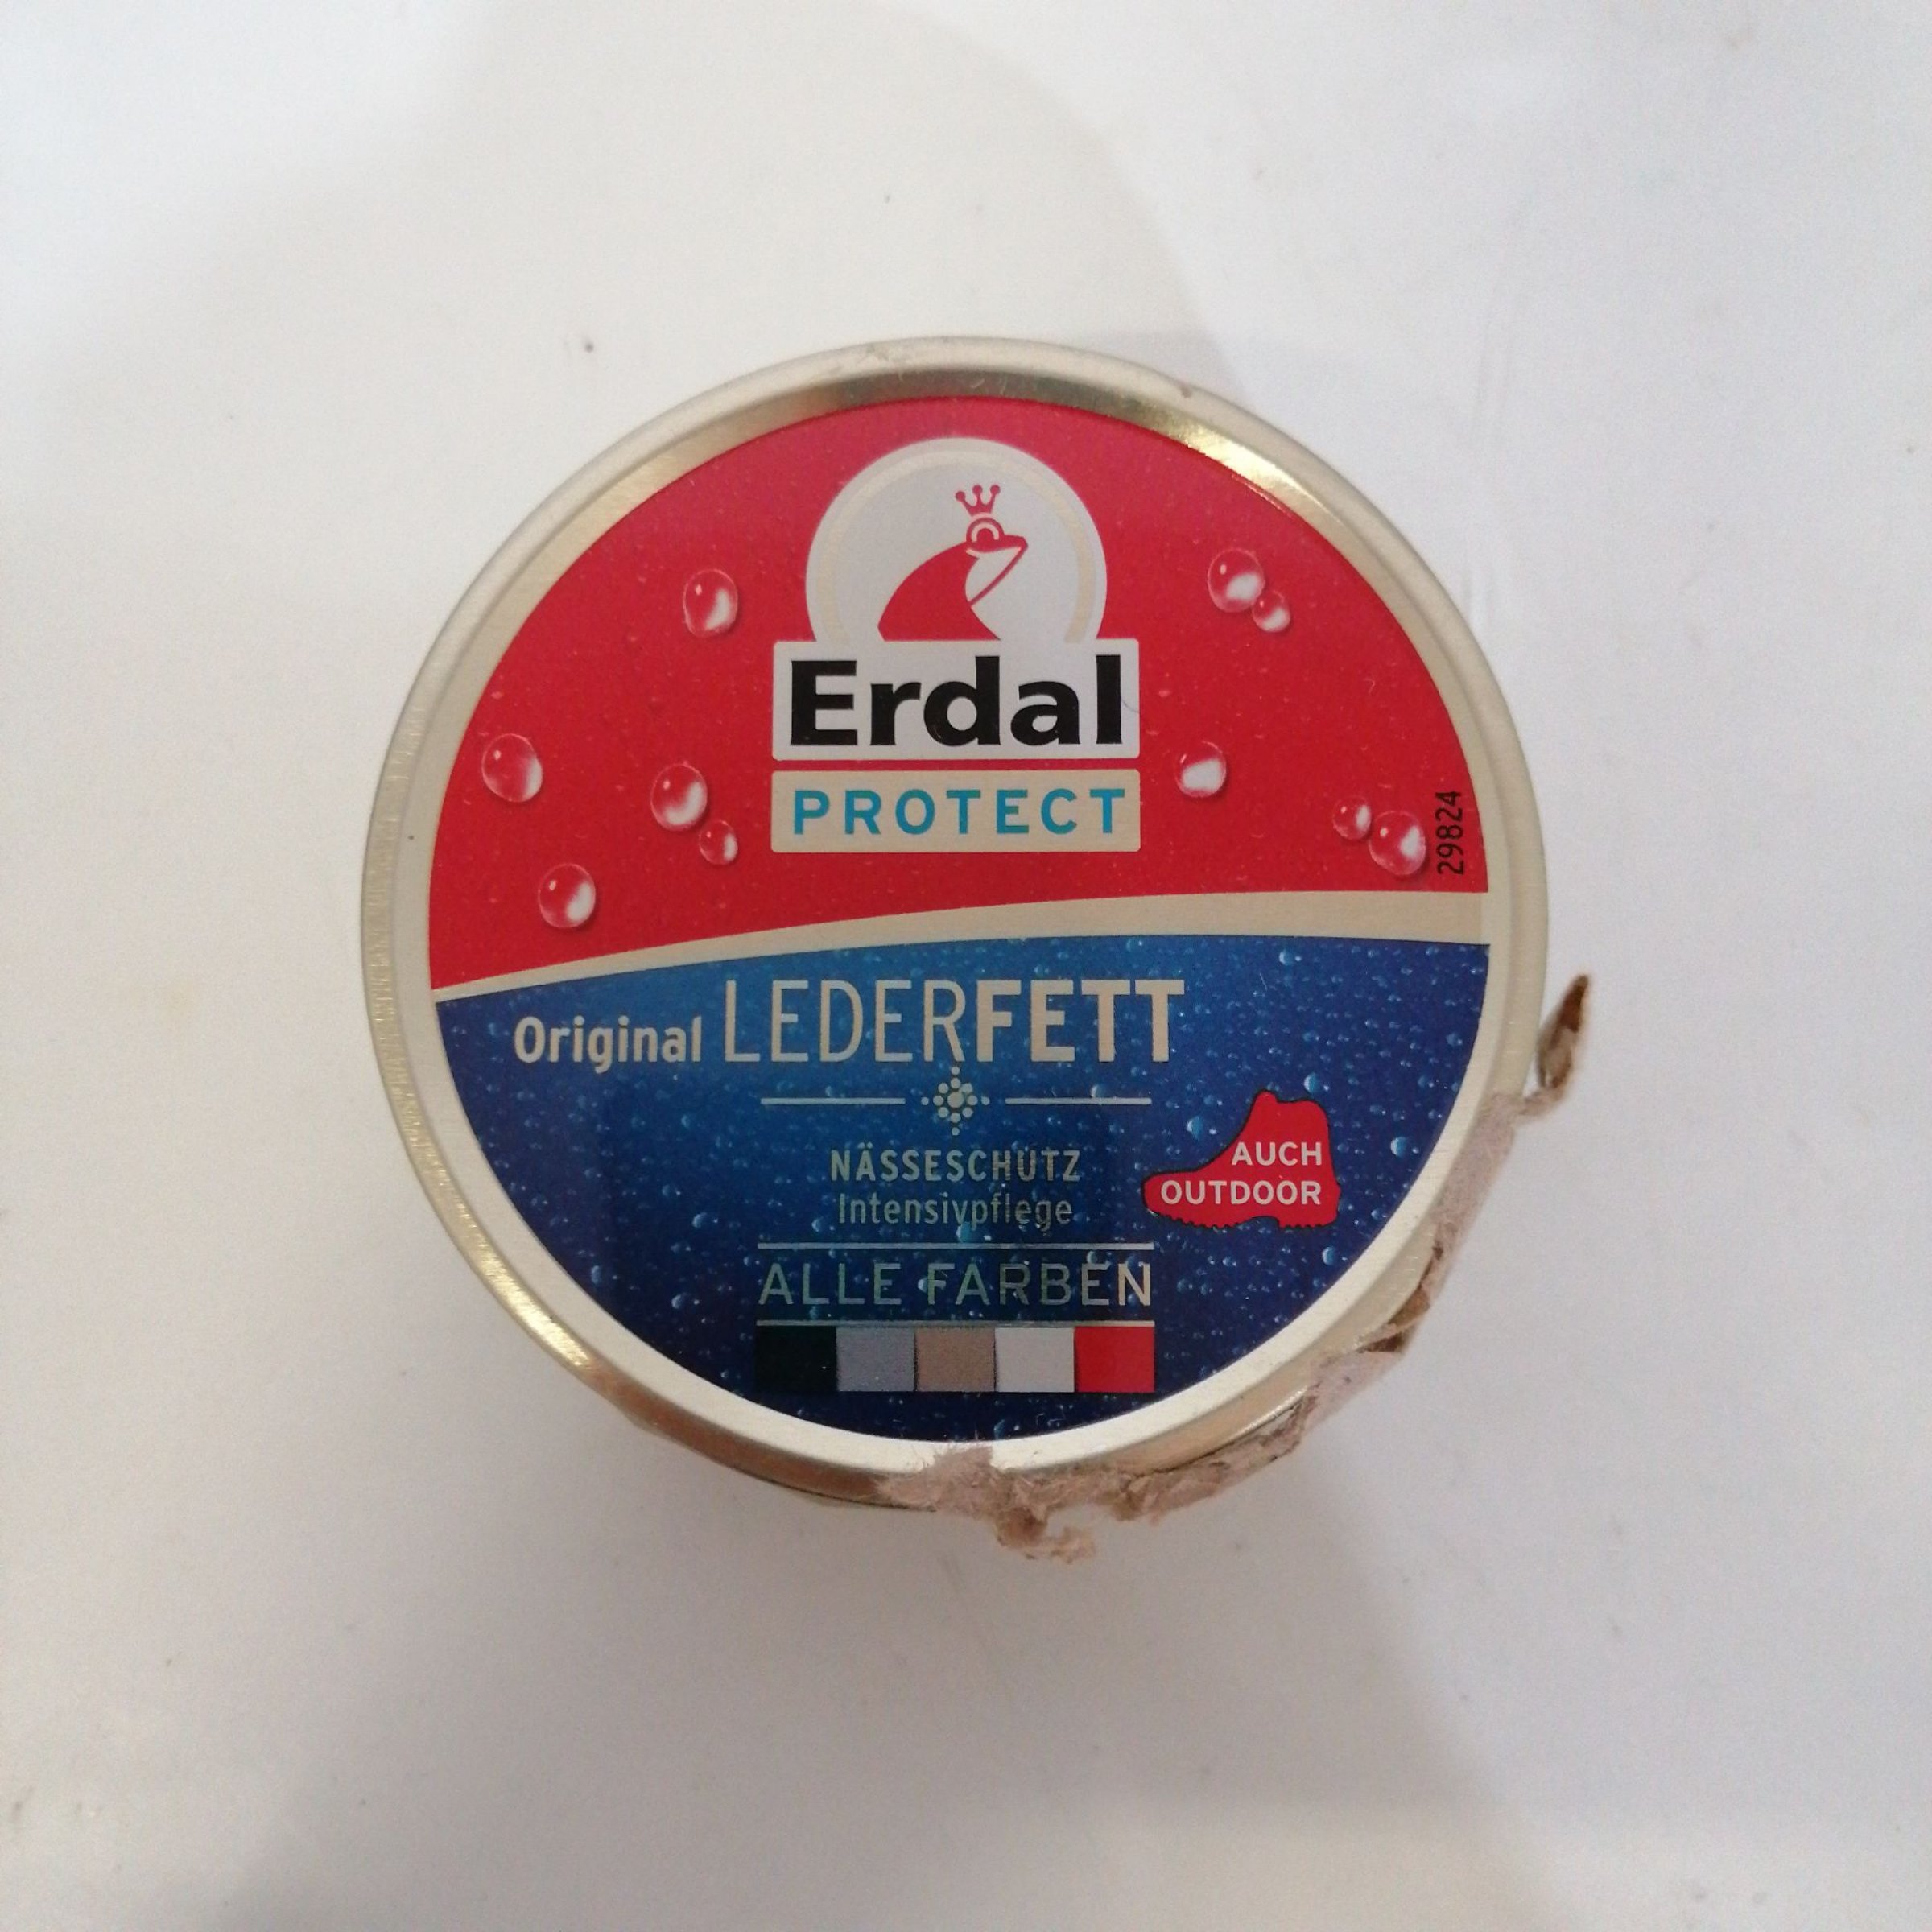 Erdal
PROTECT
29824
Original LEDERFETT
NÄSSESCHUTZ
Intensivpflege
AUCH
OUTDOOR
ALLE FARBEN